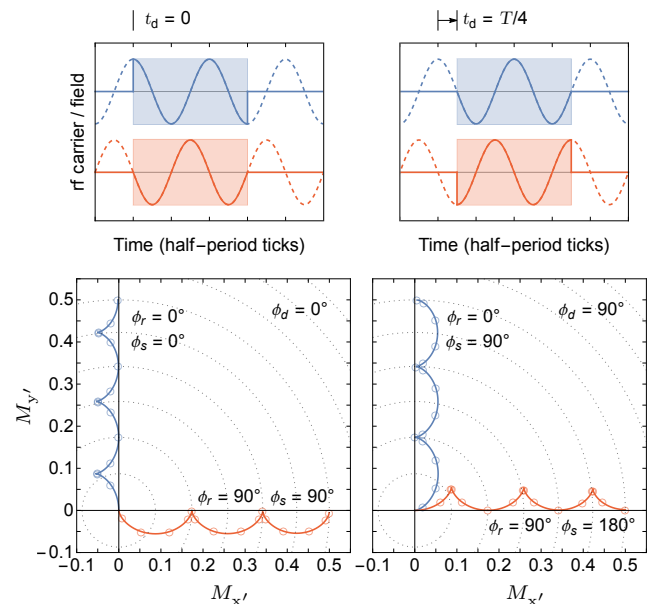 t_d = 0
t_d = T/4
rf carrier / field
Time (half−period ticks)
Time (half−period ticks)
0.5
0.4
0.3
0.2
0.1
0
−0.1
M_y′
ϕ_r = 0°
ϕ_s = 0°
ϕ_d = 0°
ϕ_r = 90°
ϕ_s = 90°
ϕ_r = 0°
ϕ_s = 90°
ϕ_d = 90°
ϕ_r = 90°
ϕ_s = 180°
−0.1 0 0.1 0.2 0.3 0.4 0.5
−0.1 0 0.1 0.2 0.3 0.4 0.5
M_x′
M_x′